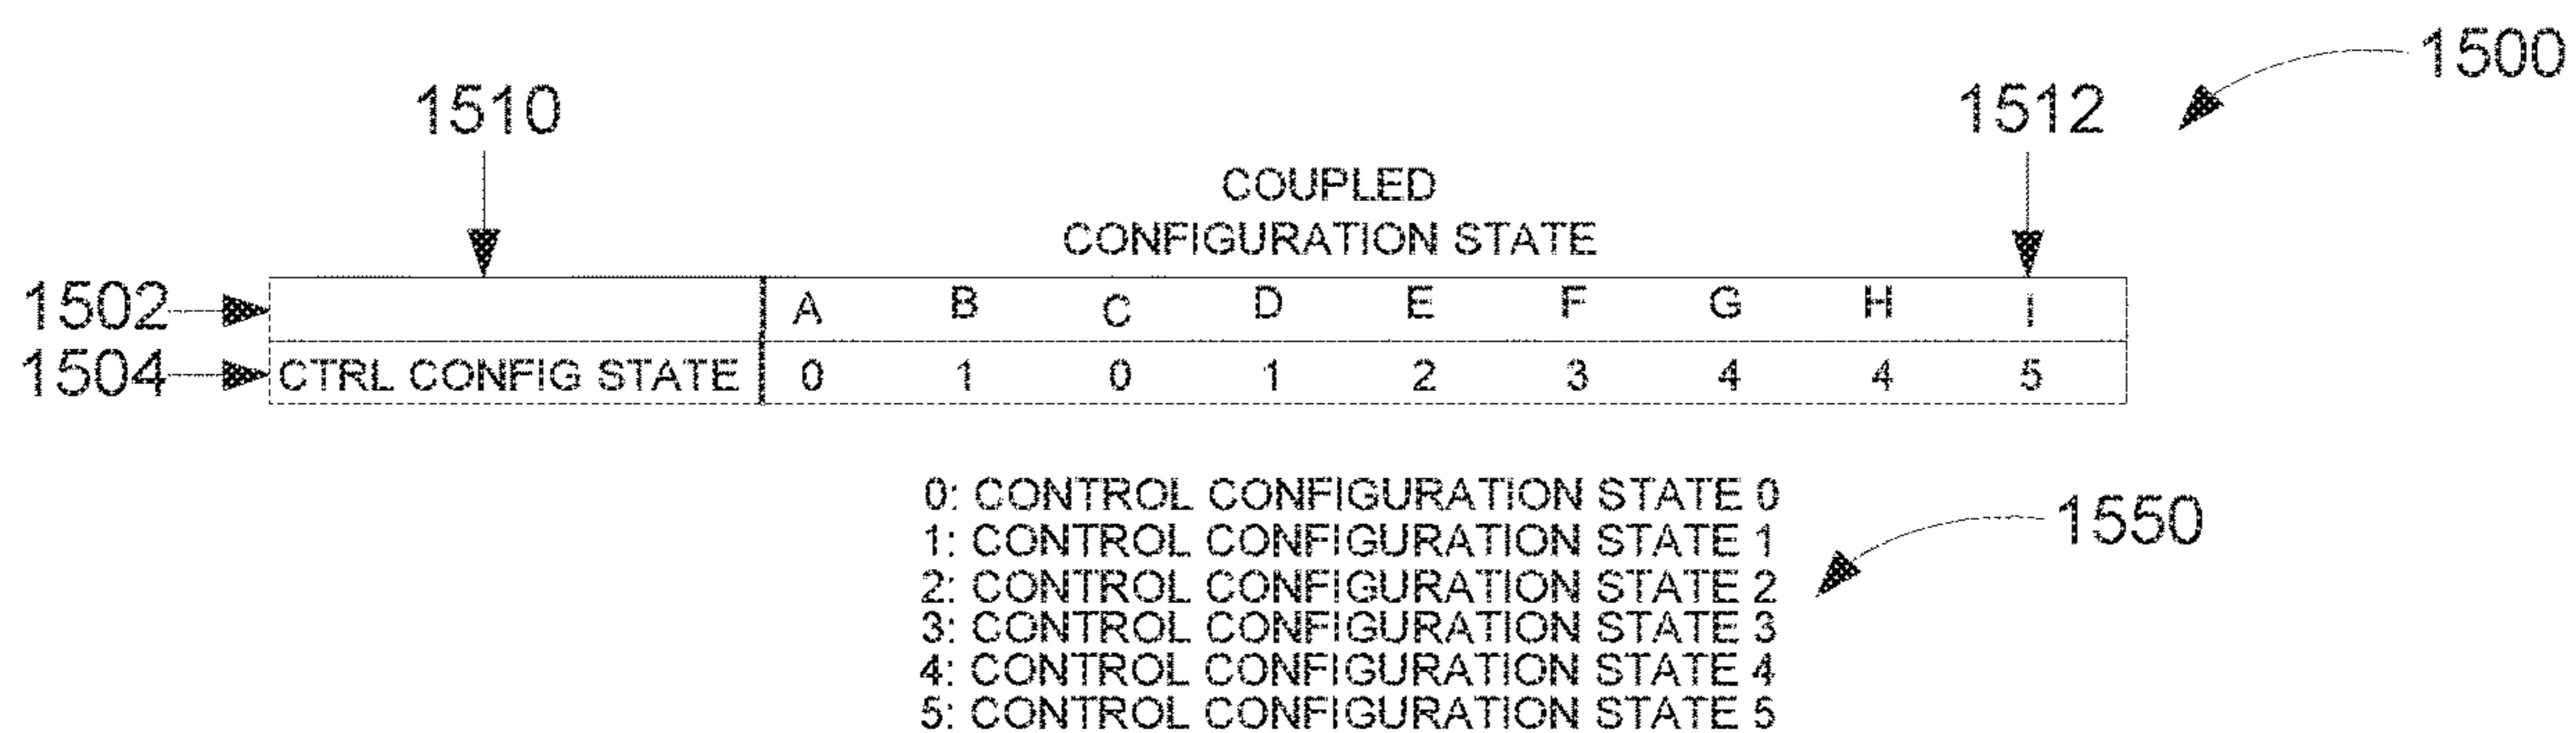 1500
1510
1512
COUPLED
CONFIGURATION STATE
1502 A B C D E F G H I
1504 CTRL CONFIG STATE 0 1 0 1 2 3 4 4 5
0: CONTROL CONFIGURATION STATE 0
1: CONTROL CONFIGURATION STATE 1
1550
2: CONTROL CONFIGURATION STATE 2
3: CONTROL CONFIGURATION STATE 3
4: CONTROL CONFIGURATION STATE 4
5: CONTROL CONFIGURATION STATE 5